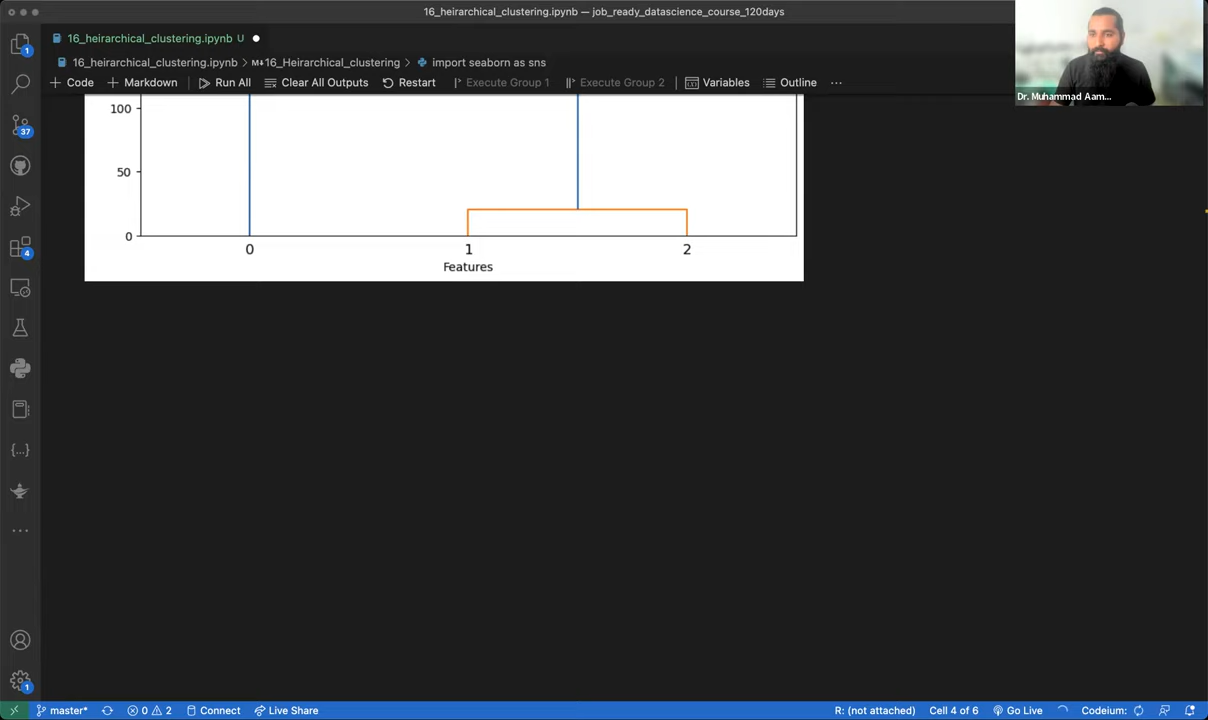 16_heirarchical_clustering.ipynb — job_ready_datascience_course_120days
16_heirarchical_clustering.ipynb U
16_heirarchical_clustering.ipynb > M↓16_Heirarchical_clustering > import seaborn as sns
+ Code + Markdown Run All Clear All Outputs Restart Execute Group 1 Execute Group 2 Variables Outline ...
Dr. Muhammad Aam...
1
37
4
100
50
0
0 1 2
Features
1
master* 0 2 Connect Live Share R: (not attached) Cell 4 of 6 Go Live Codeium: